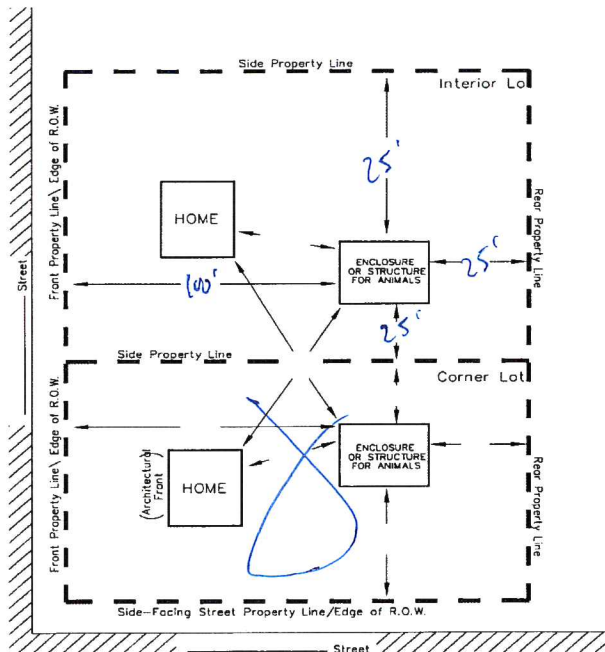 Side Property Line
Interior Lo
Front Property Line\ Edge of R.O.W.
25'
Rear Property Line
HOME
ENCLOSURE
OR STRUCTURE
FOR ANIMALS
25'
Street
100'
25'
Side Property Line
Corner Lot
Front Property Line\ Edge of R.O.W.
(Architectural
Front)
HOME
ENCLOSURE
OR STRUCTURE
FOR ANIMALS
Rear Property Line
Side-Facing Street Property Line/Edge of R.O.W.
Street